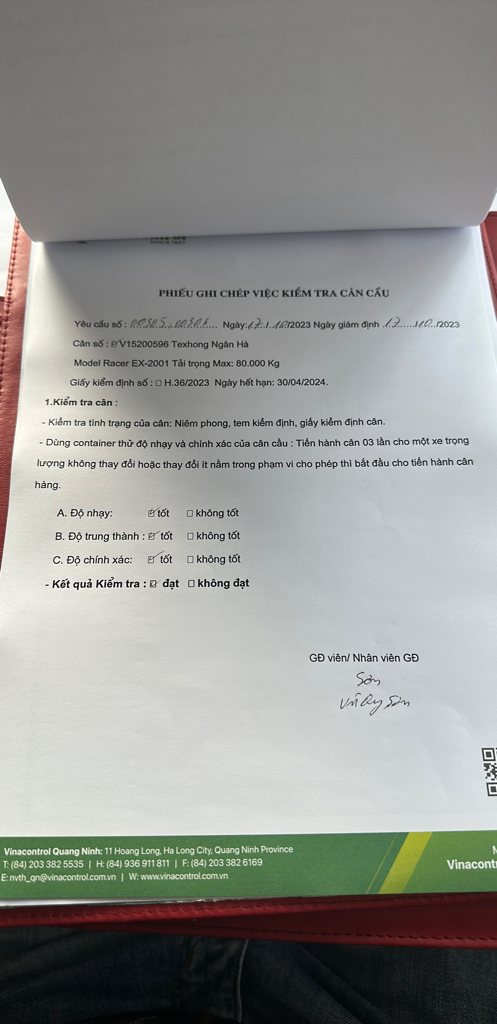 PHIẾU GHI CHÉP VIỆC KIỂM TRA CÂN CẦU
Yêu cầu số : Ngày: 17./.10/2023 Ngày giám định .17...../10../2023
Cân số : ☑V15200596 Texhong Ngân Hà
Model Racer EX-2001 Tải trọng Max: 80.000 Kg
Giấy kiểm định số : ☐ H.36/2023 Ngày hết hạn: 30/04/2024.
1.Kiểm tra cân :
- Kiểm tra tình trạng của cân: Niêm phong, tem kiểm định, giấy kiểm định cân.
- Dùng container thử độ nhạy và chính xác của cân cầu : Tiến hành cân 03 lần cho một xe trọng
lượng không thay đổi hoặc thay đổi ít nằm trong phạm vi cho phép thì bắt đầu cho tiến hành cân
hàng.
A. Độ nhạy: ☑ tốt ☐ không tốt
B. Độ trung thành : ☑ tốt ☐ không tốt
C. Độ chính xác: ☑ tốt ☐ không tốt
- Kết quả Kiểm tra : ☑ đạt ☐ không đạt
GĐ viên/ Nhân viên GĐ
Sơn
Sơn
Vinacontrol Quang Ninh: 11 Hoang Long, Ha Long City, Quang Ninh Province
T: (84) 203 382 5535 | H: (84) 936 911 811 | F: (84) 203 382 6169
E: nvth_qn@vinacontrol.com.vn | W: www.vinacontrol.com.vn